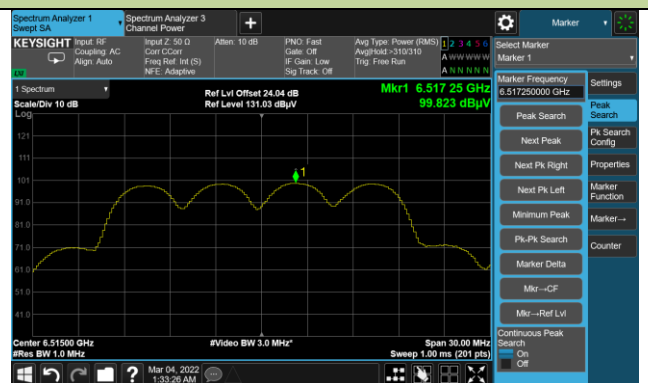 Spectrum Analyzer 1
Swept SA
Spectrum Analyzer 3
Channel Power
Marker
KEYSIGHT
Input: RF
Coupling: AC
Align: Auto
Input Z: 50 Ω
Corr CCorr
Freq Ref: Int (S)
NFE: Adaptive
Atten: 10 dB
PNO: Fast
Gate: Off
IF Gain: Low
Sig Track: Off
Avg Type: Power (RMS)
Avg|Hold:>310/310
Trig: Free Run
1 2 3 4 5 6
A W W W W W
A N N N N N
Select Marker
Marker 1
1 Spectrum
Scale/Div 10 dB
Ref Lvl Offset 24.04 dB
Ref Level 131.03 dBµV
Mkr1 6.517 25 GHz
99.823 dBµV
Log
121
111
101
91.0
81.0
71.0
61.0
51.0
41.0
1
Center 6.51500 GHz
#Res BW 1.0 MHz
#Video BW 3.0 MHz*
Span 30.00 MHz
Sweep 1.00 ms (201 pts)
Marker Frequency
6.517250000 GHz
Peak Search
Next Peak
Next Pk Right
Next Pk Left
Minimum Peak
Pk-Pk Search
Marker Delta
Mkr→CF
Mkr→Ref Lvl
Continuous Peak
Search
On
Off
Settings
Peak
Search
Pk Search
Config
Properties
Marker
Function
Marker→
Counter
?
Mar 04, 2022
1:33:26 AM